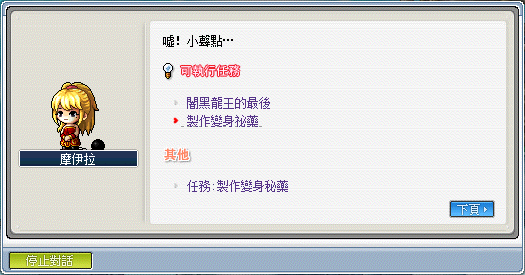 噓! 小聲點…
可執行任務
闇黑龍王的最後
製作變身祕藥
摩伊拉
其他
任務:製作變身秘藥
下頁
停止對話